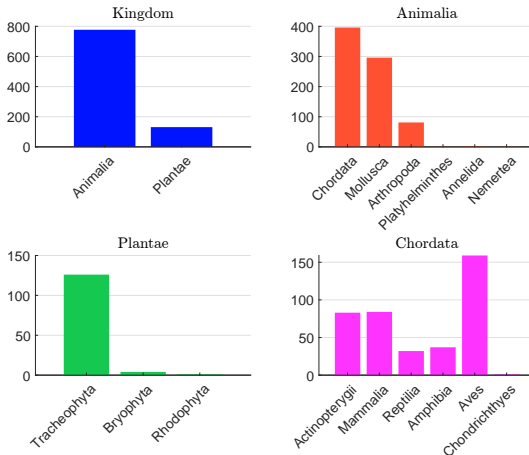 Kingdom
800
600
400
200
0
Animalia
Plantae
Animalia
400
300
200
100
0
Chordata
Mollusca
Arthropoda
Platyhelminthes
Annelida
Nemertea
Plantae
150
100
50
0
Tracheophyta
Bryophyta
Rhodophyta
Chordata
150
100
50
0
Actinopterygii
Mammalia
Reptilia
Amphibia
Aves
Chondrichthyes